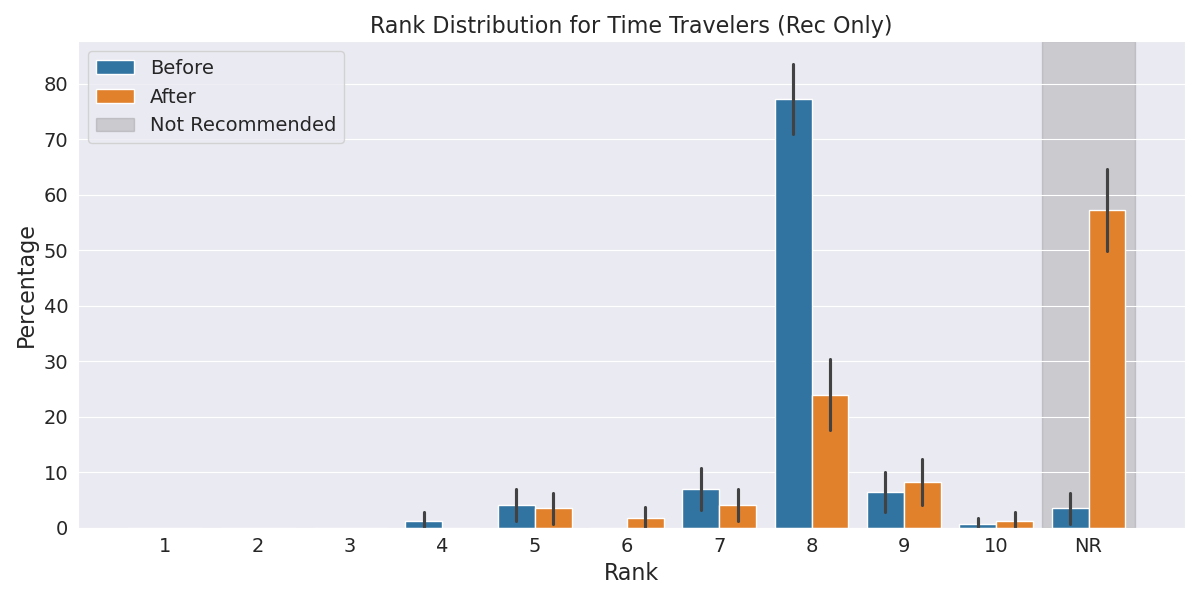 Rank Distribution for Time Travelers (Rec Only)
Before
After
Not Recommended
Percentage
80
70
60
50
40
30
20
10
0
1 2 3 4 5 6 7 8 9 10 NR
Rank